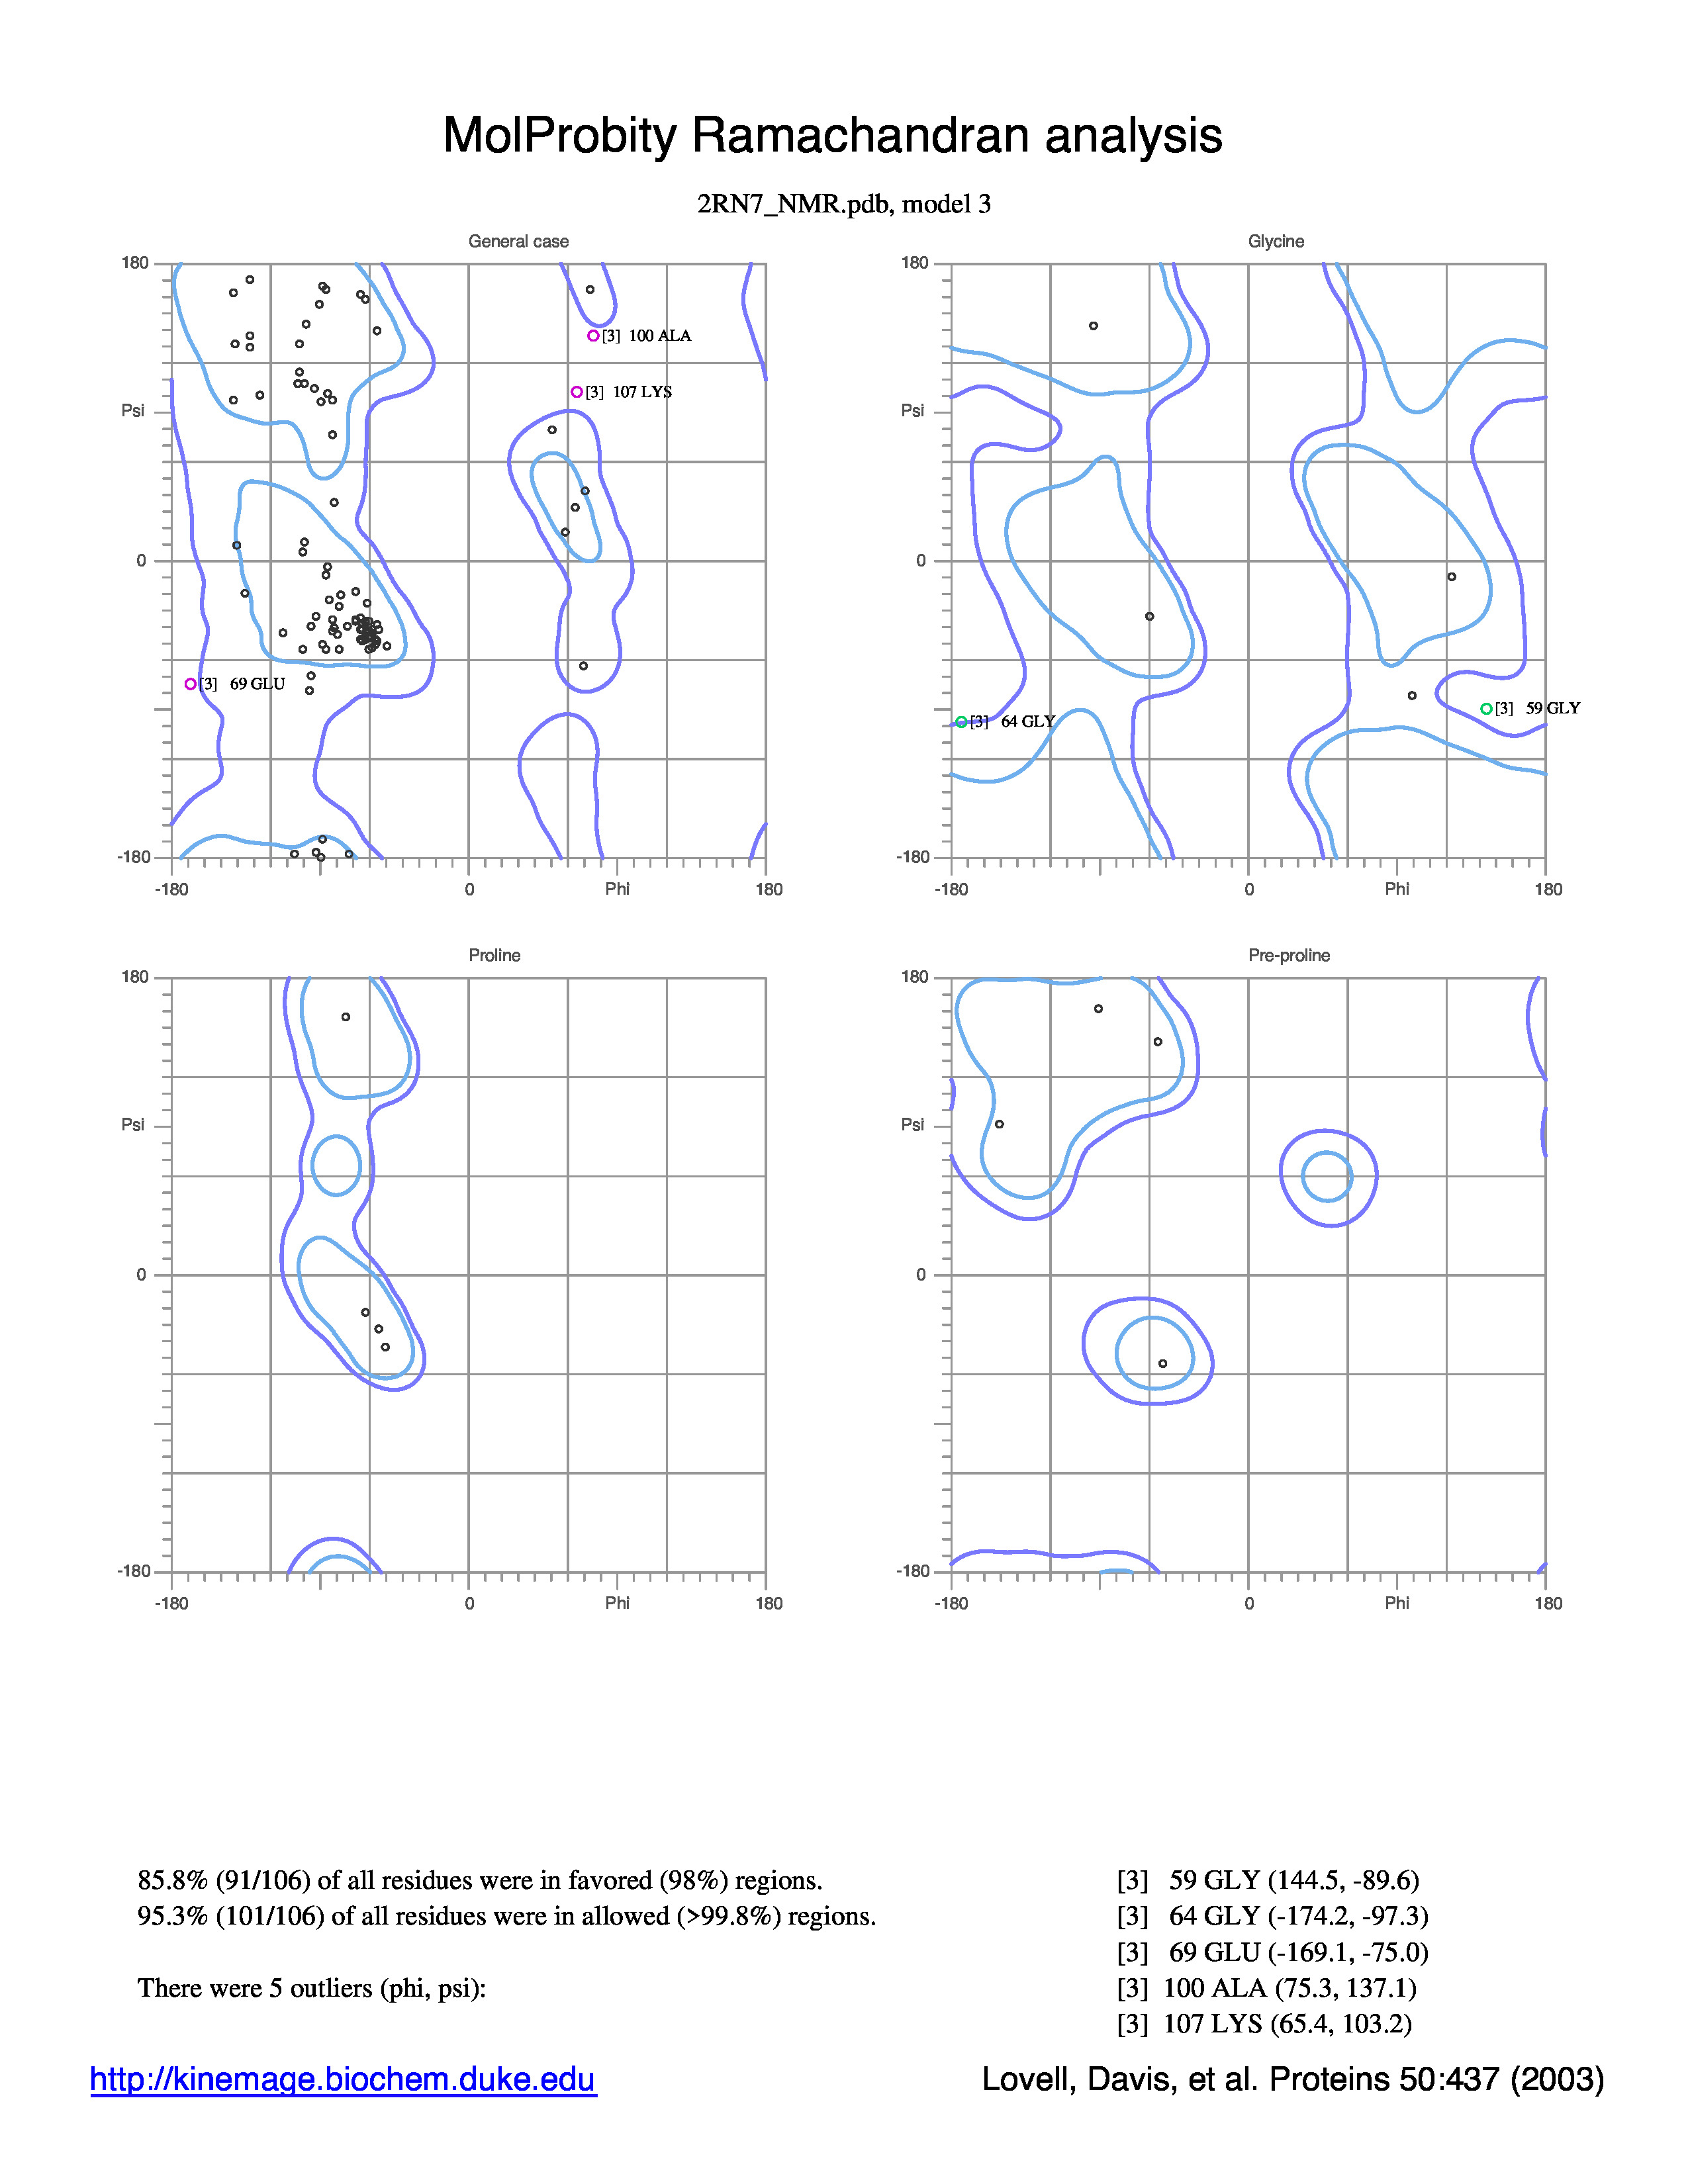 MolProbity Ramachandran analysis
2RN7_NMR.pdb, model 3
General case
180
Psi
0
-180
-180
0
Phi
180
[3] 100 ALA
[3] 107 LYS
[3] 69 GLU
Glycine
180
Psi
0
-180
-180
0
Phi
180
[3] 64 GLY
[3] 59 GLY
Proline
180
Psi
0
-180
-180
0
Phi
180
Pre-proline
180
Psi
0
-180
-180
0
Phi
180
85.8% (91/106) of all residues were in favored (98%) regions.
95.3% (101/106) of all residues were in allowed (>99.8%) regions.
There were 5 outliers (phi, psi):
[3] 59 GLY (144.5, -89.6)
[3] 64 GLY (-174.2, -97.3)
[3] 69 GLU (-169.1, -75.0)
[3] 100 ALA (75.3, 137.1)
[3] 107 LYS (65.4, 103.2)
http://kinemage.biochem.duke.edu
Lovell, Davis, et al. Proteins 50:437 (2003)